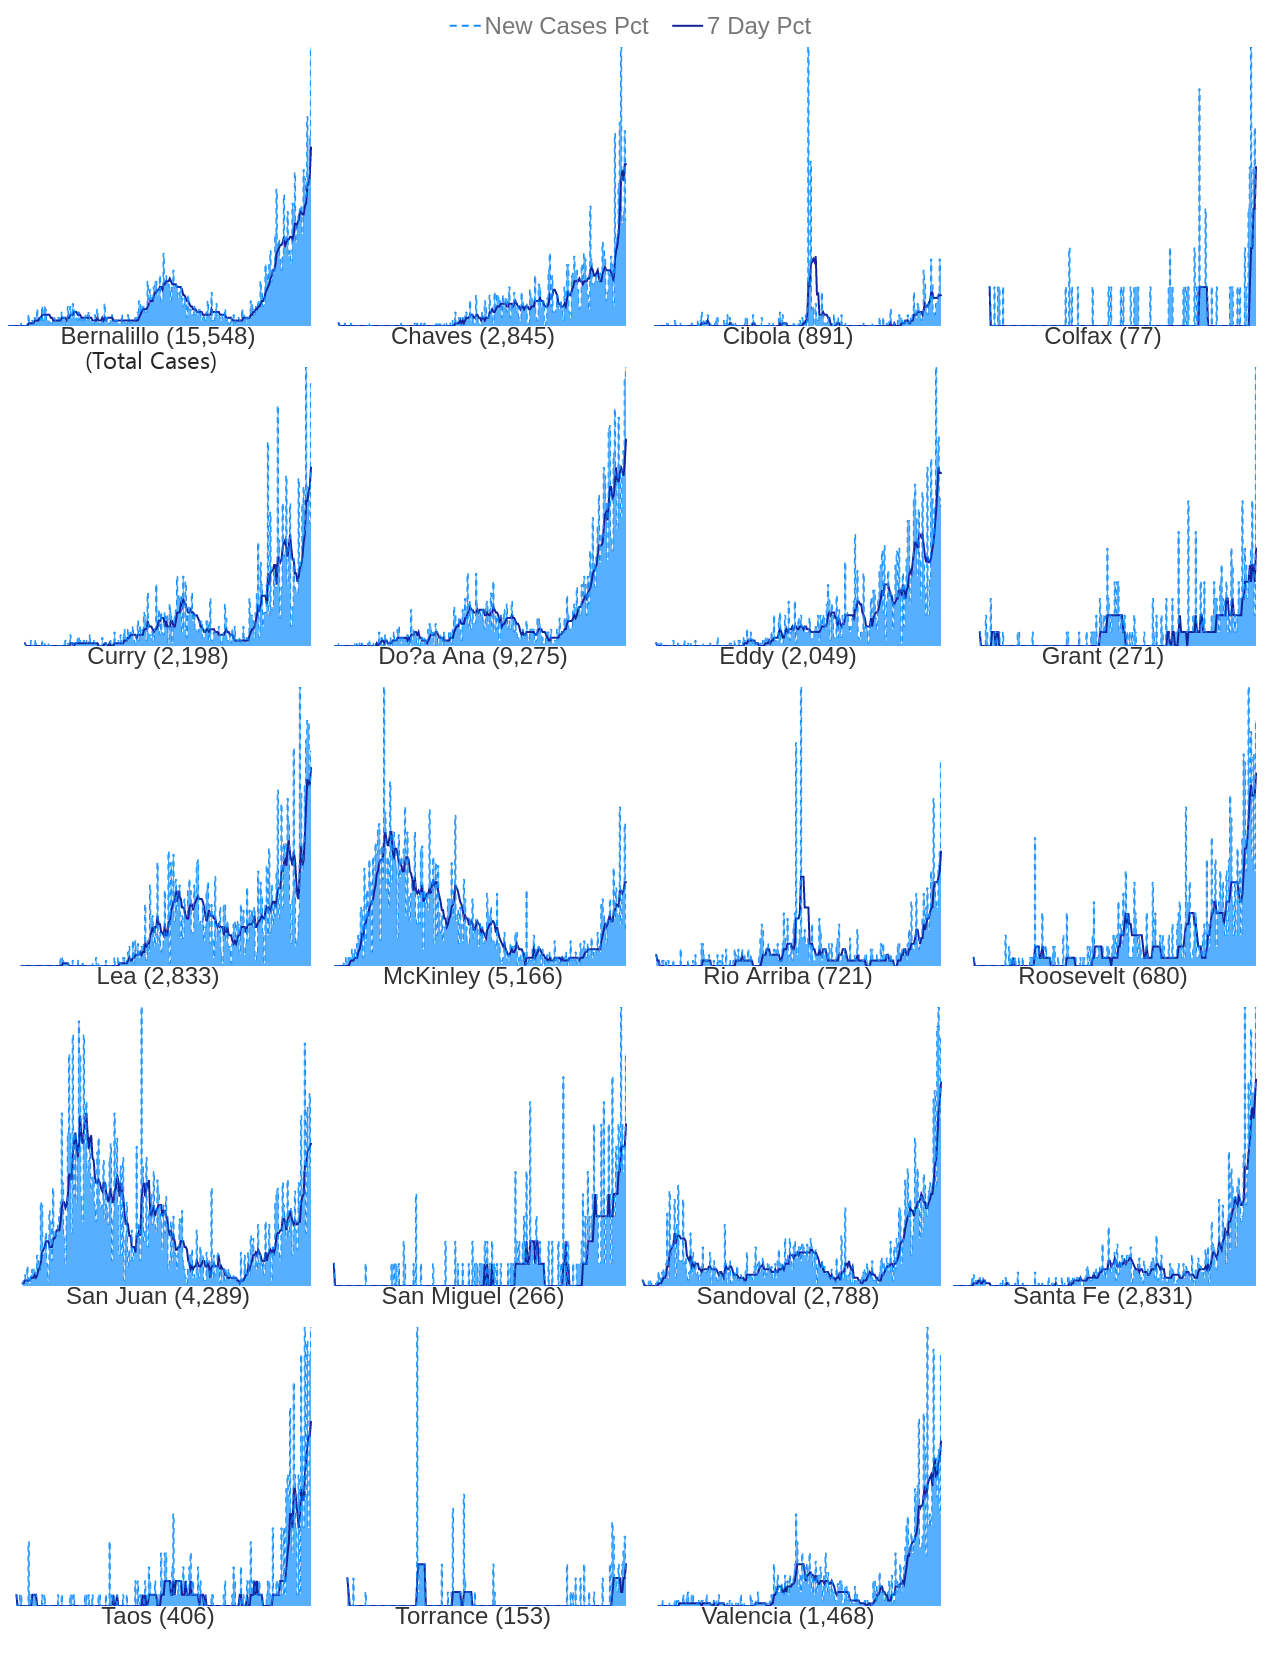 New Cases Pct 7 Day Pct
Bernalillo (15,548) Chaves (2,845) Cibola (891) Colfax (77)
(Total Cases)
Curry (2,198) Do?a Ana (9,275) Eddy (2,049) Grant (271)
Lea (2,833) McKinley (5,166) Rio Arriba (721) Roosevelt (680)
San Juan (4,289) San Miguel (266) Sandoval (2,788) Santa Fe (2,831)
Taos (406) Torrance (153) Valencia (1,468)